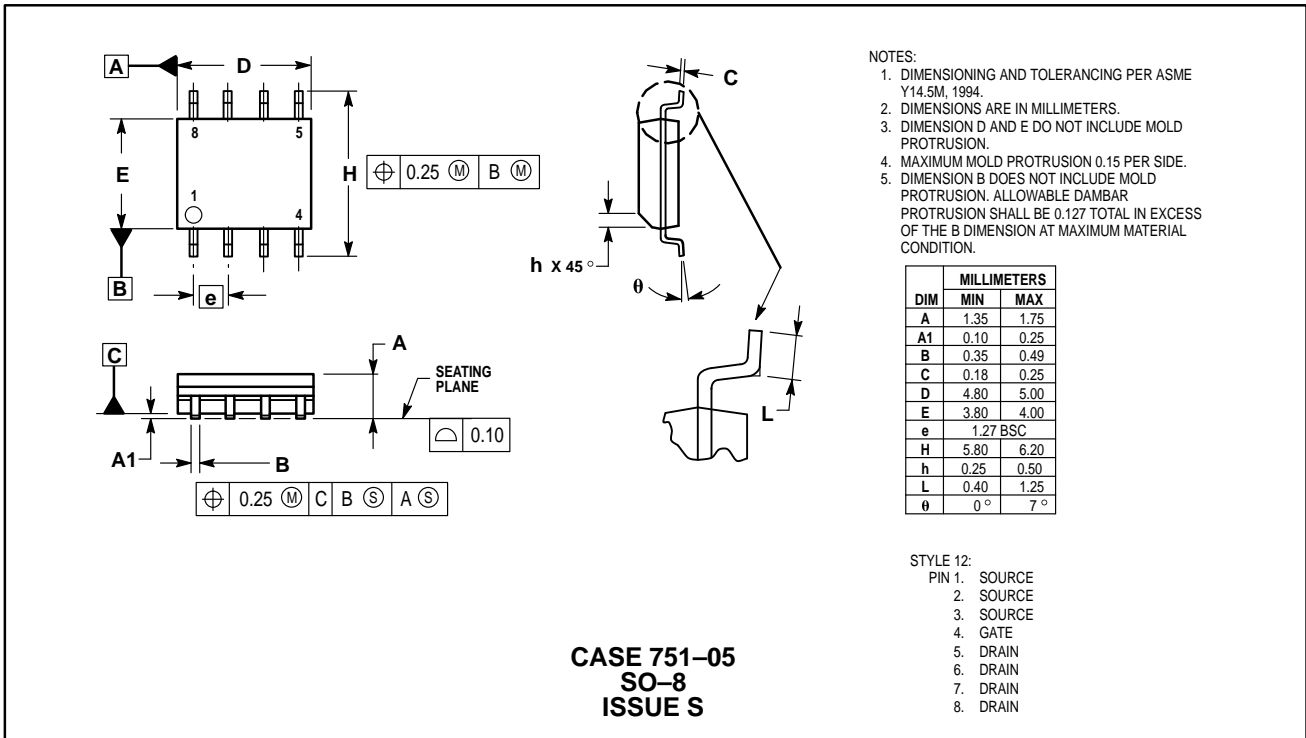 A
D
C
8
5
E
H
0.25 Ⓜ B Ⓜ
1
4
B
e
h X 45 °
θ
C
A
SEATING
PLANE
0.10
A1
B
L
0.25 Ⓜ C B Ⓢ A Ⓢ
NOTES:
1. DIMENSIONING AND TOLERANCING PER ASME
Y14.5M, 1994.
2. DIMENSIONS ARE IN MILLIMETERS.
3. DIMENSION D AND E DO NOT INCLUDE MOLD
PROTRUSION.
4. MAXIMUM MOLD PROTRUSION 0.15 PER SIDE.
5. DIMENSION B DOES NOT INCLUDE MOLD
PROTRUSION. ALLOWABLE DAMBAR
PROTRUSION SHALL BE 0.127 TOTAL IN EXCESS
OF THE B DIMENSION AT MAXIMUM MATERIAL
CONDITION.
MILLIMETERS
DIM MIN MAX
A 1.35 1.75
A1 0.10 0.25
B 0.35 0.49
C 0.18 0.25
D 4.80 5.00
E 3.80 4.00
e 1.27 BSC
H 5.80 6.20
h 0.25 0.50
L 0.40 1.25
θ 0 ° 7 °
STYLE 12:
PIN 1. SOURCE
2. SOURCE
3. SOURCE
4. GATE
5. DRAIN
6. DRAIN
7. DRAIN
8. DRAIN
CASE 751–05
SO–8
ISSUE S